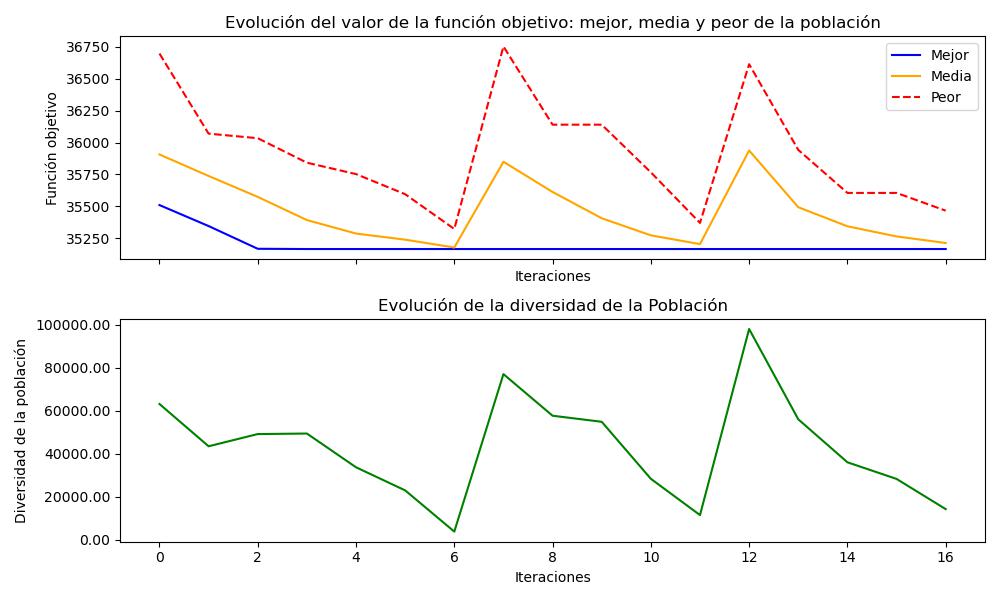 Evolución del valor de la función objetivo: mejor, media y peor de la población
36750
36500
36250
36000
35750
35500
35250
Función objetivo
Mejor
Media
Peor
Iteraciones
Evolución de la diversidad de la Población
100000.00
80000.00
60000.00
40000.00
20000.00
0.00
Diversidad de la población
0 2 4 6 8 10 12 14 16
Iteraciones